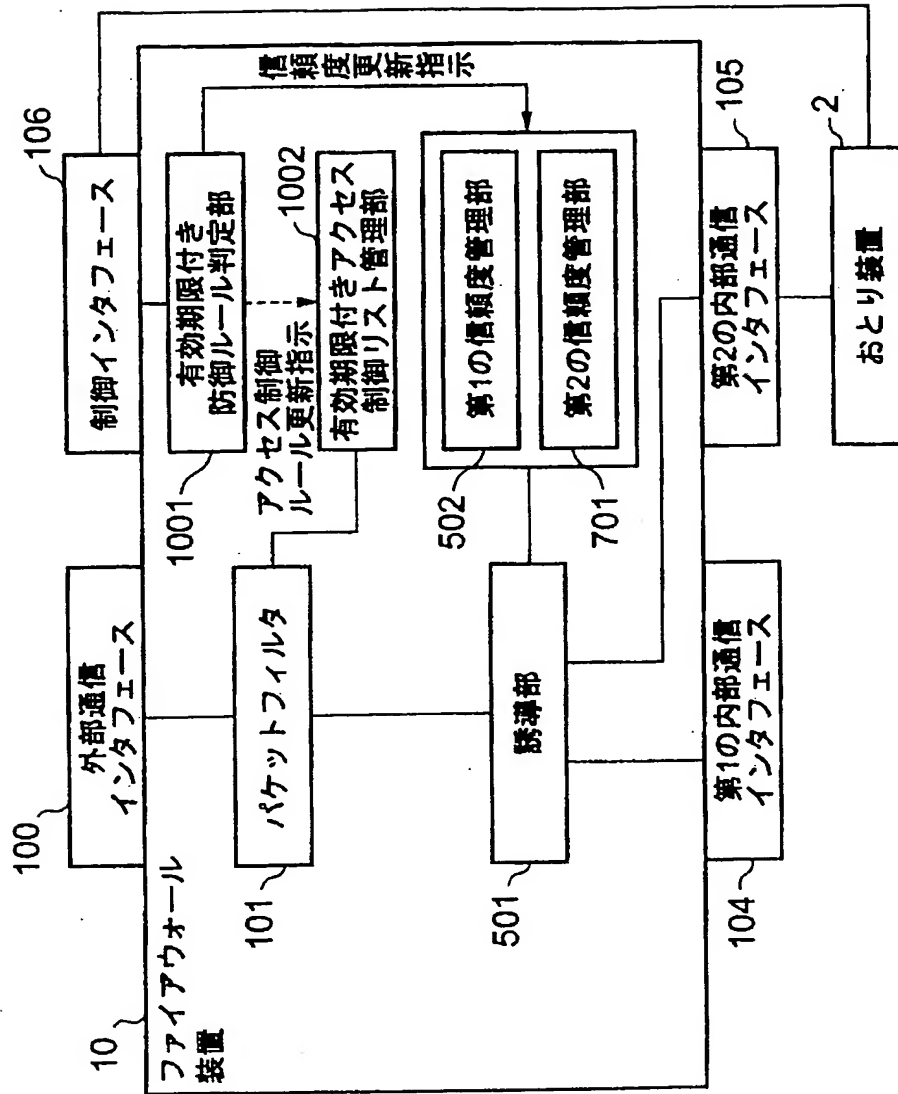 10
ファイアウォール
装置
100
外部通信
インタフェース
106
制御インタフェース
1001
有効期限付き
防御ルール判定部
信頼度更新指示
アクセス制御
ルール更新指示
1002
有効期限付きアクセス
制御リスト管理部
101
パケットフィルタ
502
第1の信頼度管理部
701
第2の信頼度管理部
501
誘導部
104
第1の内部通信
インタフェース
105
第2の内部通信
インタフェース
2
おとり装置